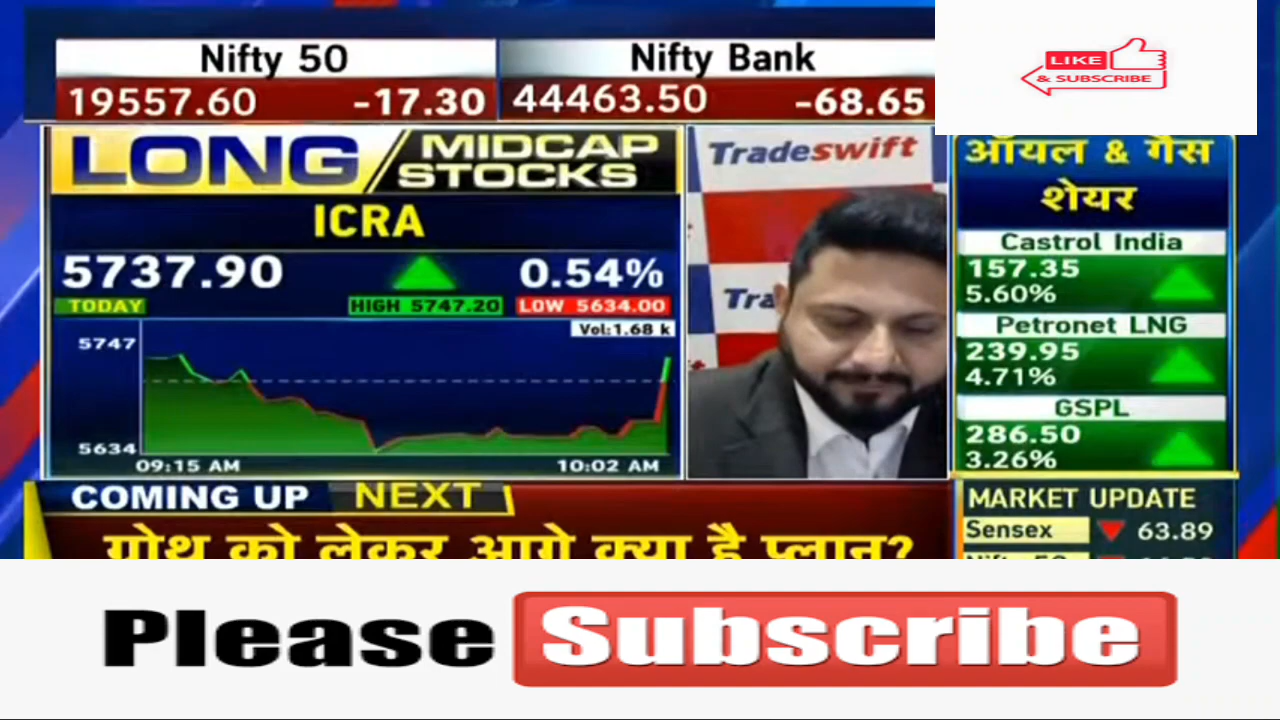 Nifty 50
Nifty Bank
19557.60 -17.30
44463.50 -68.65
LIKE
& SUBSCRIBE
LONG
MIDCAP
STOCKS
ICRA
5737.90 0.54%
TODAY HIGH 5747.20 LOW 5634.00
Vol:1.68 k
5747
5634
09:15 AM 10:02 AM
Tradeswift
Tra
ऑयल & गैस
शेयर
Castrol India
157.35
5.60%
Petronet LNG
239.95
4.71%
GSPL
286.50
3.26%
COMING UP NEXT
ग्रोथ को लेकर आगे क्या है प्लान?
MARKET UPDATE
Sensex 63.89
Please Subscribe